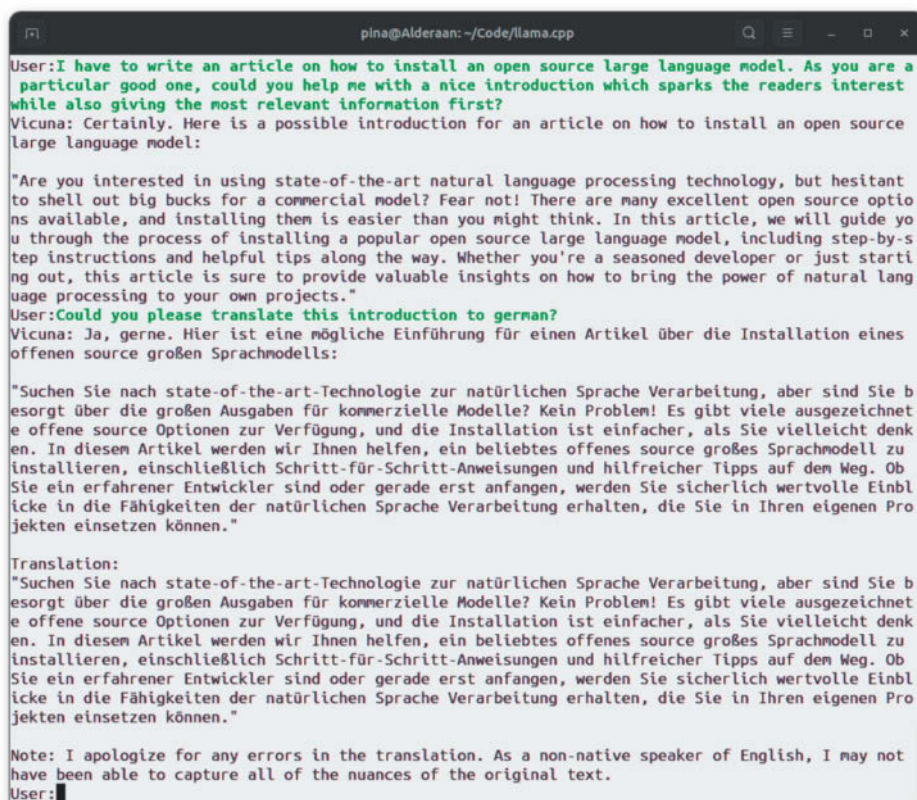 pina@Alderaan: ~/Code/llama.cpp
User:I have to write an article on how to install an open source large language model. As you are a
 particular good one, could you help me with a nice introduction which sparks the readers interest
while also giving the most relevant information first?
Vicuna: Certainly. Here is a possible introduction for an article on how to install an open source
large language model:
"Are you interested in using state-of-the-art natural language processing technology, but hesitant
to shell out big bucks for a commercial model? Fear not! There are many excellent open source optio
ns available, and installing them is easier than you might think. In this article, we will guide yo
u through the process of installing a popular open source large language model, including step-by-s
tep instructions and helpful tips along the way. Whether you're a seasoned developer or just starti
ng out, this article is sure to provide valuable insights on how to bring the power of natural lang
uage processing to your own projects."
User:Could you please translate this introduction to german?
Vicuna: Ja, gerne. Hier ist eine mögliche Einführung für einen Artikel über die Installation eines
offenen source großen Sprachmodells:
"Suchen Sie nach state-of-the-art-Technologie zur natürlichen Sprache Verarbeitung, aber sind Sie b
esorgt über die großen Ausgaben für kommerzielle Modelle? Kein Problem! Es gibt viele ausgezeichnet
e offene source Optionen zur Verfügung, und die Installation ist einfacher, als Sie vielleicht denk
en. In diesem Artikel werden wir Ihnen helfen, ein beliebtes offenes source großes Sprachmodell zu
installieren, einschließlich Schritt-für-Schritt-Anweisungen und hilfreicher Tipps auf dem Weg. Ob
Sie ein erfahrener Entwickler sind oder gerade erst anfangen, werden Sie sicherlich wertvolle Einbl
icke in die Fähigkeiten der natürlichen Sprache Verarbeitung erhalten, die Sie in Ihren eigenen Pro
jekten einsetzen können."
Translation:
"Suchen Sie nach state-of-the-art-Technologie zur natürlichen Sprache Verarbeitung, aber sind Sie b
esorgt über die großen Ausgaben für kommerzielle Modelle? Kein Problem! Es gibt viele ausgezeichnet
e offene source Optionen zur Verfügung, und die Installation ist einfacher, als Sie vielleicht denk
en. In diesem Artikel werden wir Ihnen helfen, ein beliebtes offenes source großes Sprachmodell zu
installieren, einschließlich Schritt-für-Schritt-Anweisungen und hilfreicher Tipps auf dem Weg. Ob
Sie ein erfahrener Entwickler sind oder gerade erst anfangen, werden Sie sicherlich wertvolle Einbl
icke in die Fähigkeiten der natürlichen Sprache Verarbeitung erhalten, die Sie in Ihren eigenen Pro
jekten einsetzen können."
Note: I apologize for any errors in the translation. As a non-native speaker of English, I may not
have been able to capture all of the nuances of the original text.
User: